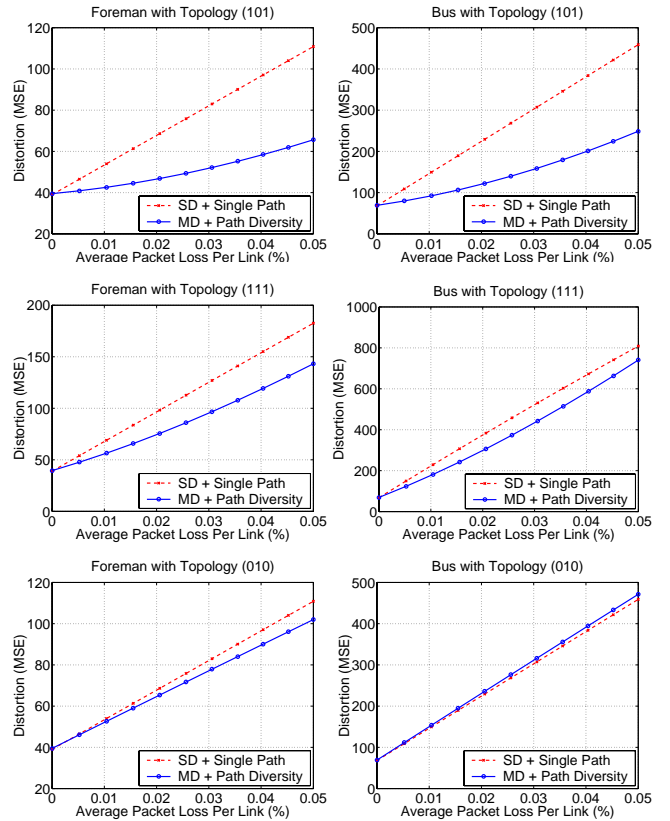 Foreman with Topology (101)
120
100
80
60
40
20
Distortion (MSE)
SD + Single Path
MD + Path Diversity
0 0.01 0.02 0.03 0.04 0.05
Average Packet Loss Per Link (%)
Bus with Topology (101)
500
400
300
200
100
0
Distortion (MSE)
SD + Single Path
MD + Path Diversity
0 0.01 0.02 0.03 0.04 0.05
Average Packet Loss Per Link (%)
Foreman with Topology (111)
200
150
100
50
0
Distortion (MSE)
SD + Single Path
MD + Path Diversity
0 0.01 0.02 0.03 0.04 0.05
Average Packet Loss Per Link (%)
Bus with Topology (111)
1000
800
600
400
200
0
Distortion (MSE)
SD + Single Path
MD + Path Diversity
0 0.01 0.02 0.03 0.04 0.05
Average Packet Loss Per Link (%)
Foreman with Topology (010)
120
100
80
60
40
20
Distortion (MSE)
SD + Single Path
MD + Path Diversity
0 0.01 0.02 0.03 0.04 0.05
Average Packet Loss Per Link (%)
Bus with Topology (010)
500
400
300
200
100
0
Distortion (MSE)
SD + Single Path
MD + Path Diversity
0 0.01 0.02 0.03 0.04 0.05
Average Packet Loss Per Link (%)